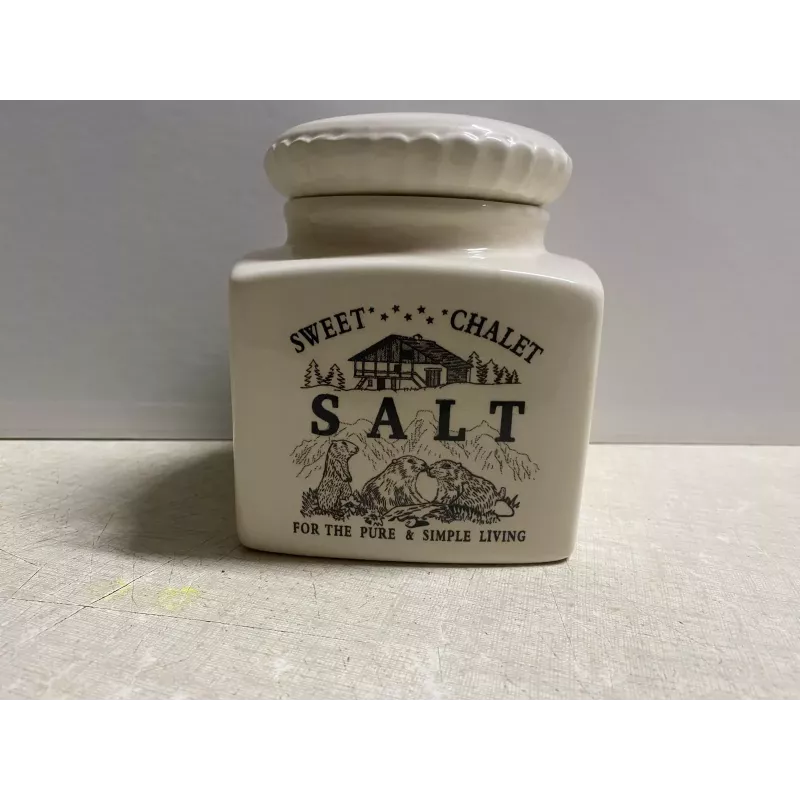 SWEET CHALET
SALT
FOR THE PURE & SIMPLE LIVING